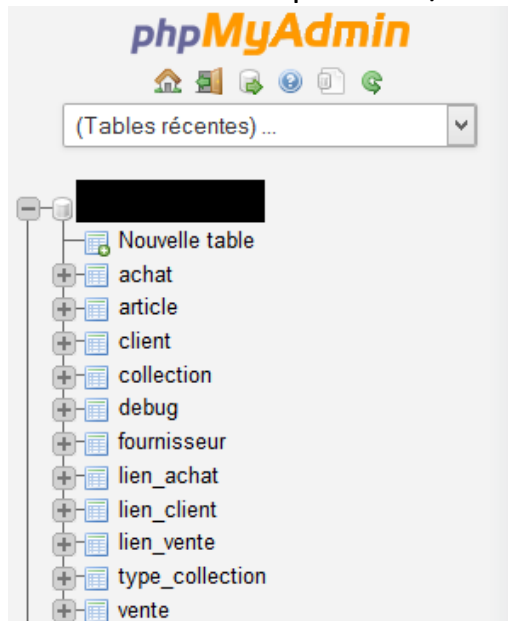 phpMyAdmin
(Tables récentes) ...
Nouvelle table
achat
article
client
collection
debug
fournisseur
lien_achat
lien_client
lien_vente
type_collection
vente